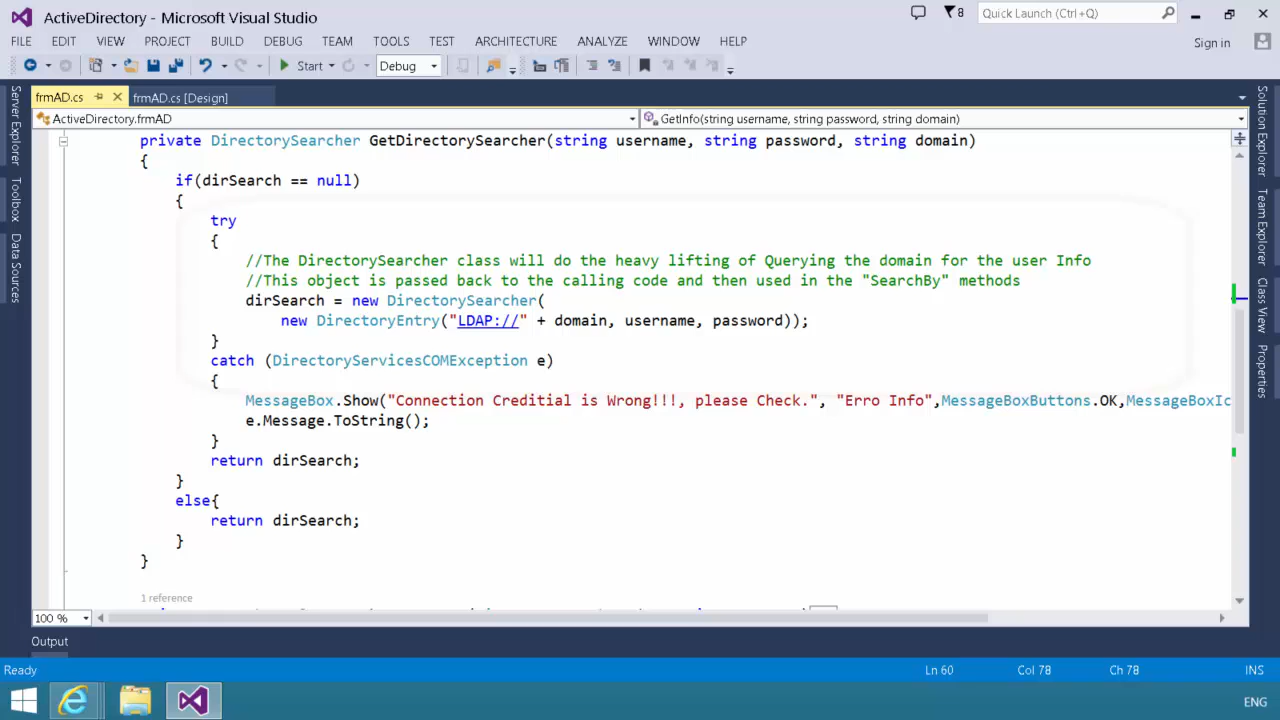 ActiveDirectory - Microsoft Visual Studio
8
Quick Launch (Ctrl+Q)
FILE EDIT VIEW PROJECT BUILD DEBUG TEAM TOOLS TEST ARCHITECTURE ANALYZE WINDOW HELP
Sign in
Start Debug
frmAD.cs frmAD.cs [Design]
ActiveDirectory.frmAD GetInfo(string username, string password, string domain)
Server Explorer
Toolbox
Data Sources
private DirectorySearcher GetDirectorySearcher(string username, string password, string domain)
{
if(dirSearch == null)
{
try
{
//The DirectorySearcher class will do the heavy lifting of Querying the domain for the user Info
//This object is passed back to the calling code and then used in the "SearchBy" methods
dirSearch = new DirectorySearcher(
new DirectoryEntry("LDAP://" + domain, username, password));
}
catch (DirectoryServicesCOMException e)
{
MessageBox.Show("Connection Creditial is Wrong!!!, please Check.", "Erro Info",MessageBoxButtons.OK,MessageBoxIc
e.Message.ToString();
}
return dirSearch;
}
else{
return dirSearch;
}
}
1 reference
Solution Explorer
Team Explorer
Class View
Properties
100 %
Output
Ready Ln 60 Col 78 Ch 78 INS
ENG